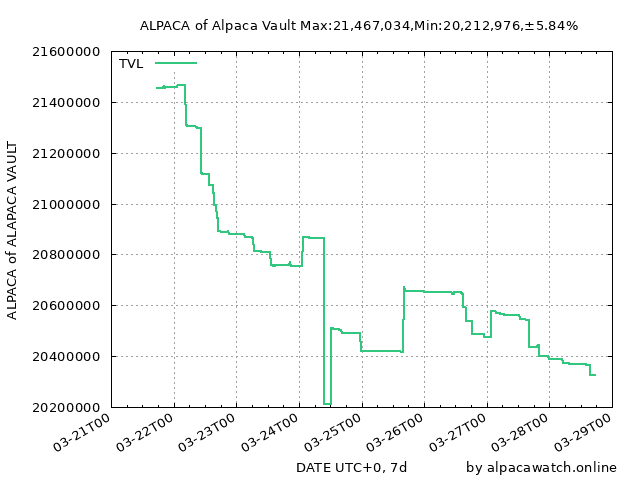 ALPACA of Alpaca Vault Max:21,467,034,Min:20,212,976,±5.84%
21600000
TVL
21400000
21200000
21000000
20800000
20600000
20400000
20200000
ALPACA of ALAPACA VAULT
03-21T00
03-22T00
03-23T00
03-24T00
03-25T00
03-26T00
03-27T00
03-28T00
03-29T00
DATE UTC+0, 7d
by alpacawatch.online